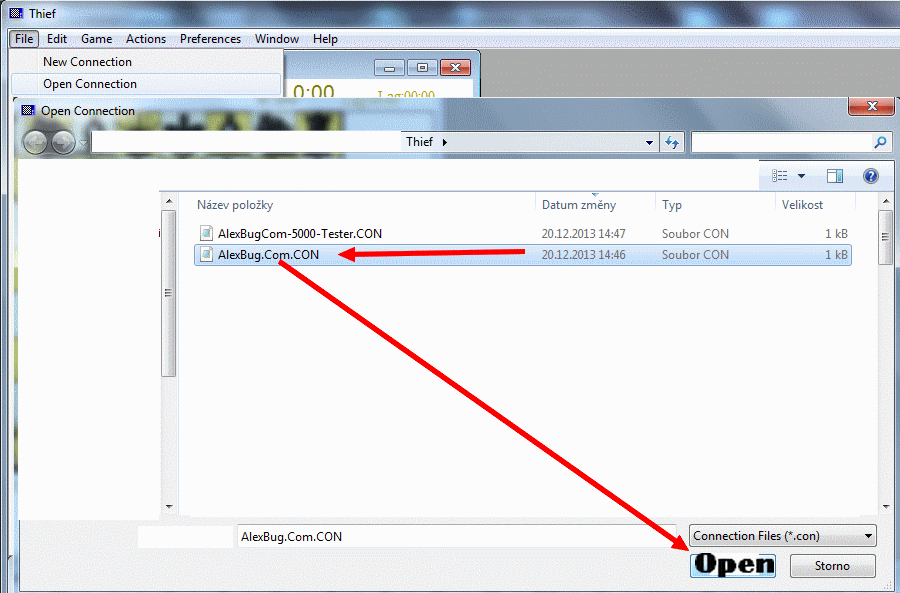 Thief
File Edit Game Actions Preferences Window Help
New Connection
Open Connection
0:00 Lag:00:00
Open Connection
Thief
Název položky Datum změny Typ Velikost
AlexBugCom-5000-Tester.CON 20.12.2013 14:47 Soubor CON 1 kB
AlexBug.Com.CON 20.12.2013 14:46 Soubor CON 1 kB
AlexBug.Com.CON Connection Files (*.con)
Open Storno